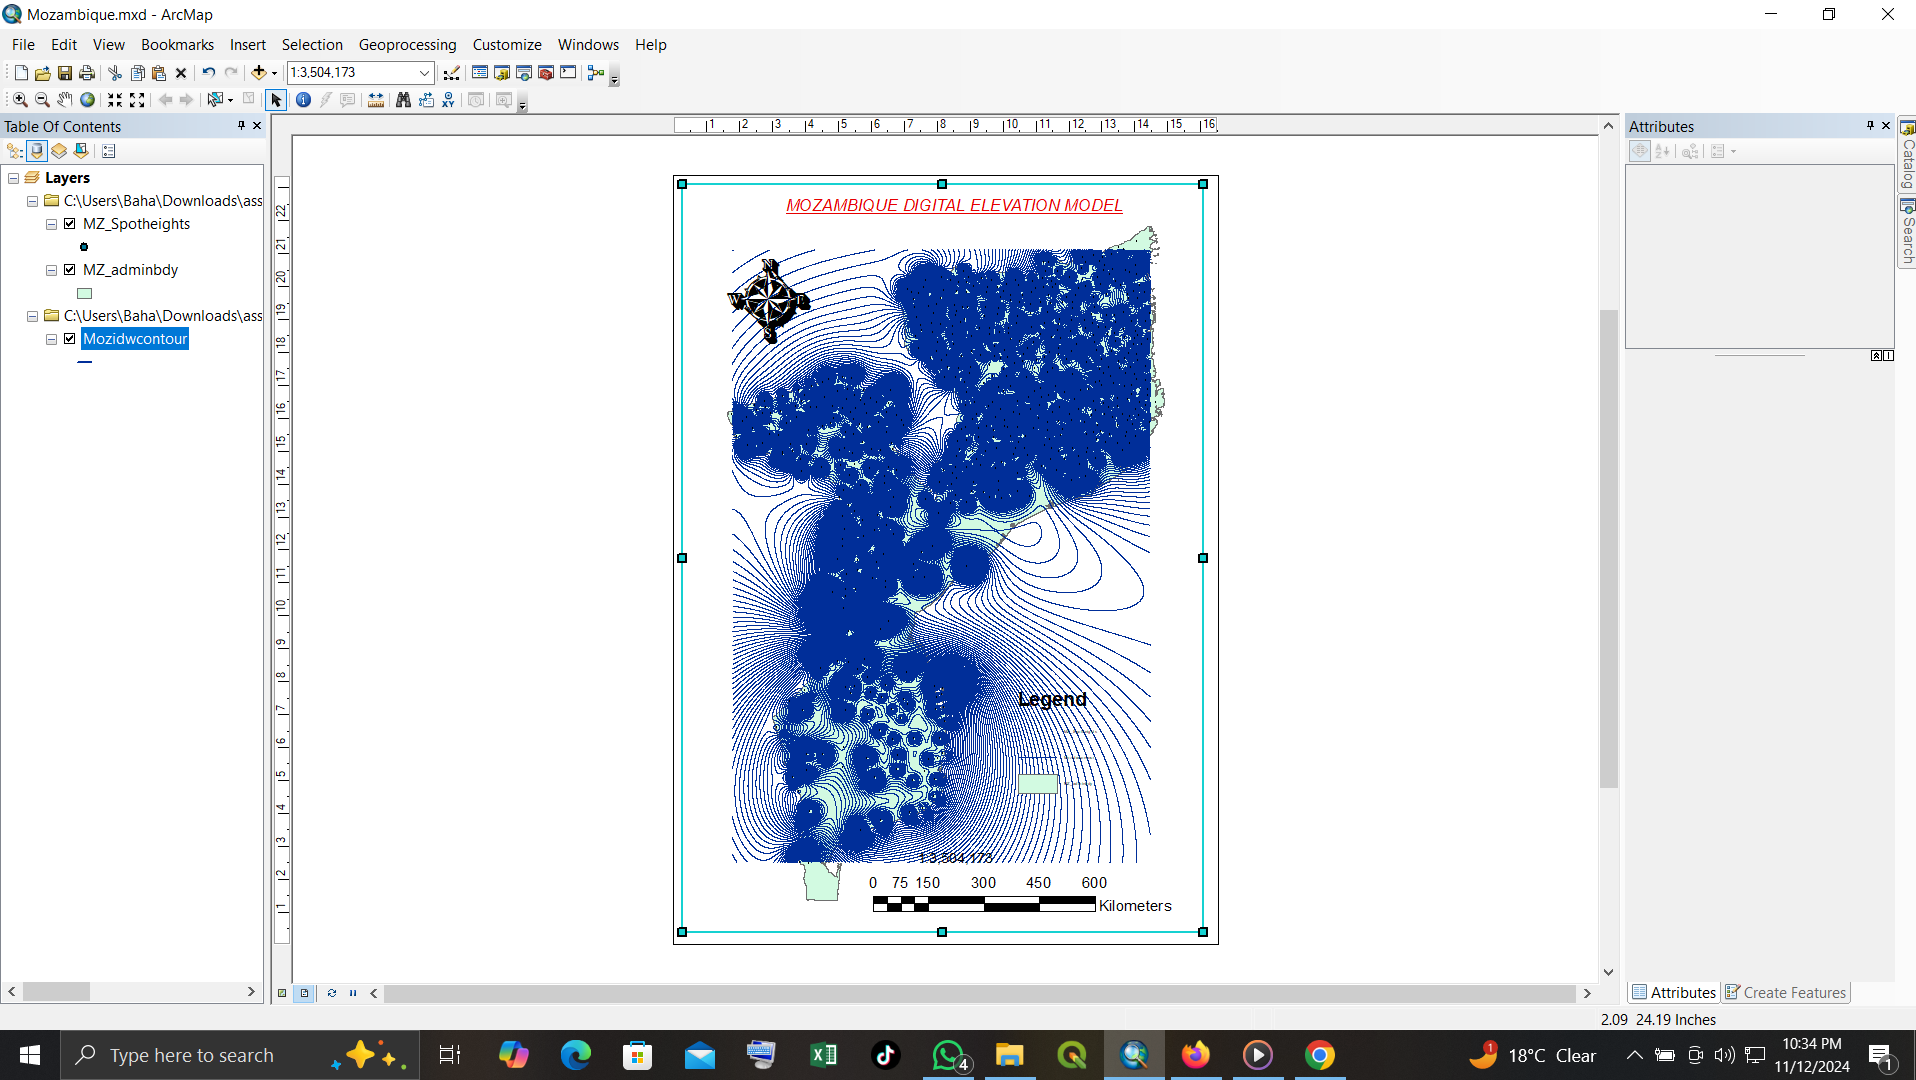 Mozambique.mxd - ArcMap
File Edit View Bookmarks Insert Selection Geoprocessing Customize Windows Help
1:3,504,173
Table Of Contents
Layers
C:\Users\Baha\Downloads\ass
MZ_Spotheights
MZ_adminbdy
C:\Users\Baha\Downloads\ass
Mozidwcontour
1 2 3 4 5 6 7 8 9 10 11 12 13 14 15 16
22
21
20
19
18
17
16
15
14
13
12
11
10
9
8
7
6
5
4
3
2
1
MOZAMBIQUE DIGITAL ELEVATION MODEL
N
W E
S
Legend
1:3,504,173
0 75 150 300 450 600
Kilometers
Attributes
Catalog
Search
Attributes Create Features
2.09 24.19 Inches
Type here to search
4
1
18°C Clear
10:34 PM
11/12/2024
1